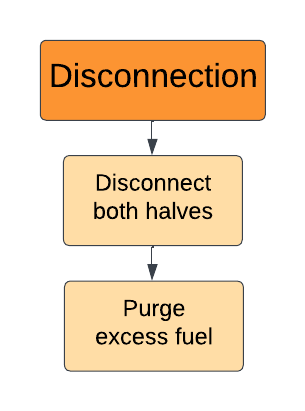 Disconnection
Disconnect
both halves
Purge
excess fuel